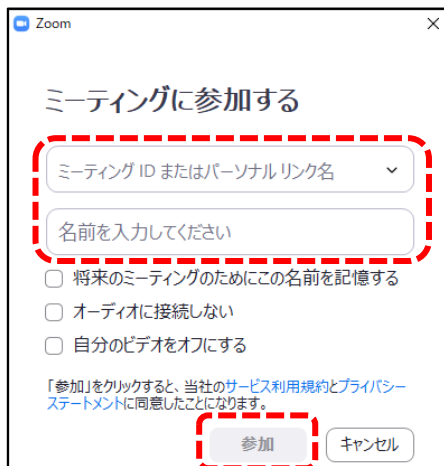 Zoom
ミーティングに参加する
ミーティング ID またはパーソナル リンク名
名前を入力してください
将来のミーティングのためにこの名前を記憶する
オーディオに接続しない
自分のビデオをオフにする
「参加」をクリックすると、当社のサービス利用規約とプライバシー
ステートメントに同意したことになります。
参加 キャンセル